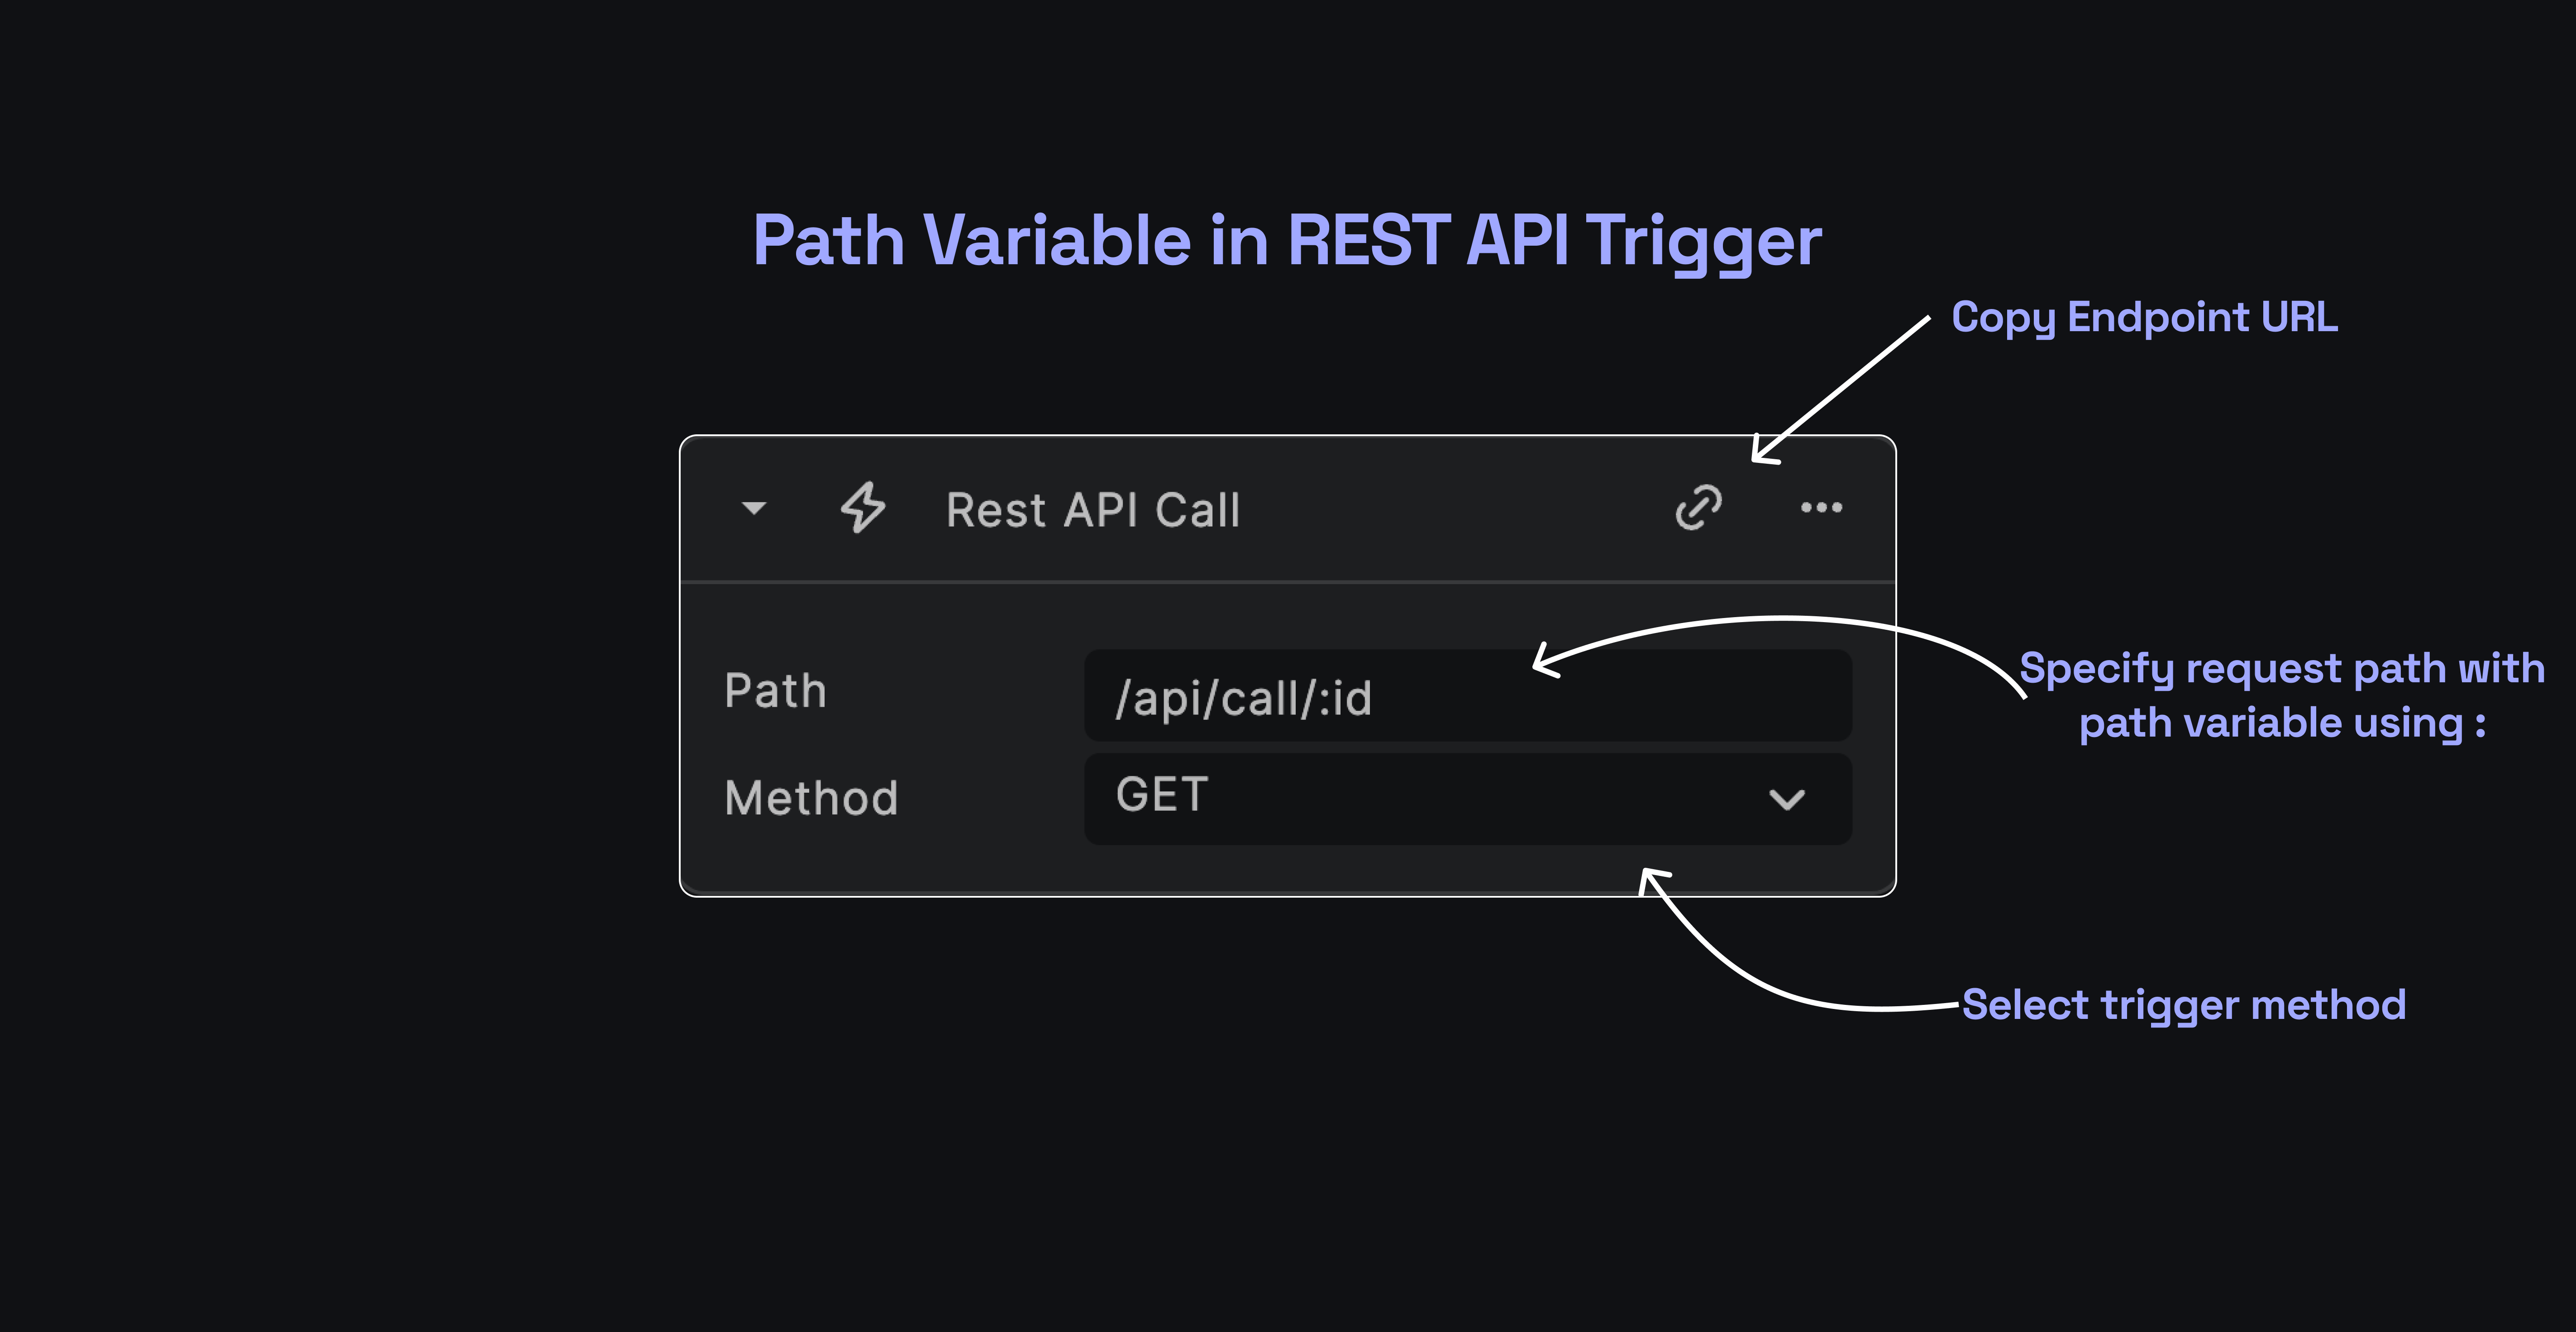 Path Variable in REST API Trigger
Copy Endpoint URL
Rest API Call
Path
/api/call/:id
Specify request path with
path variable using :
Method
GET
Select trigger method